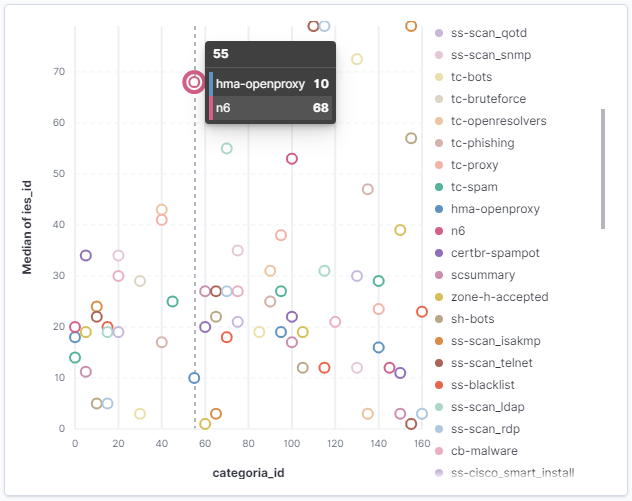 55
hma-openproxy 10
n6 68
Median of ies_id
70
60
50
40
30
20
10
0
0 20 40 60 80 100 120 140 160
categoria_id
ss-scan_qotd
ss-scan_snmp
tc-bots
tc-bruteforce
tc-openresolvers
tc-phishing
tc-proxy
tc-spam
hma-openproxy
n6
certbr-spampot
scsummary
zone-h-accepted
sh-bots
ss-scan_isakmp
ss-scan_telnet
ss-blacklist
ss-scan_ldap
ss-scan_rdp
cb-malware
ss-cisco_smart_install